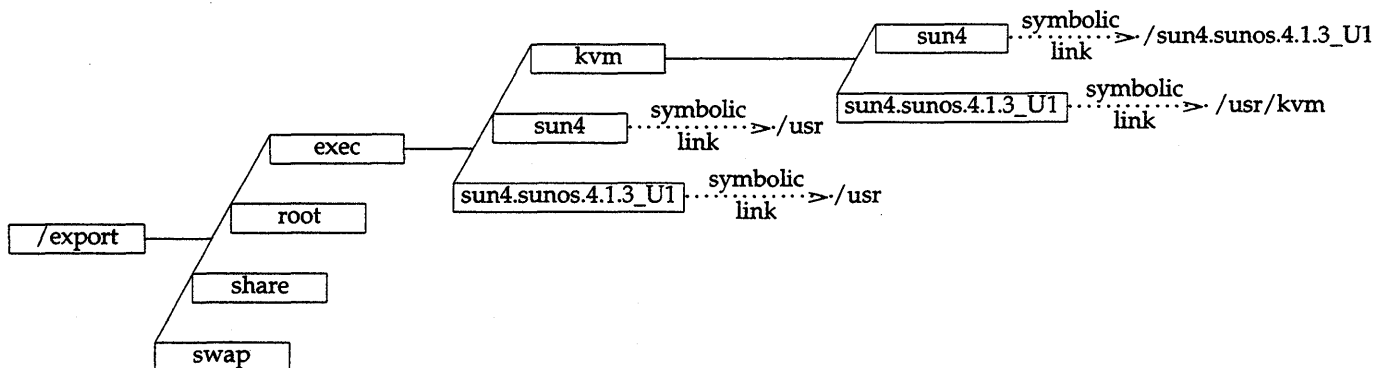 sun4
symbolic
link
/sun4.sunos.4.1.3_U1
kvm
sun4.sunos.4.1.3_U1
symbolic
link
/usr/kvm
sun4
symbolic
link
/usr
exec
sun4.sunos.4.1.3_U1
symbolic
link
/usr
root
/export
share
swap